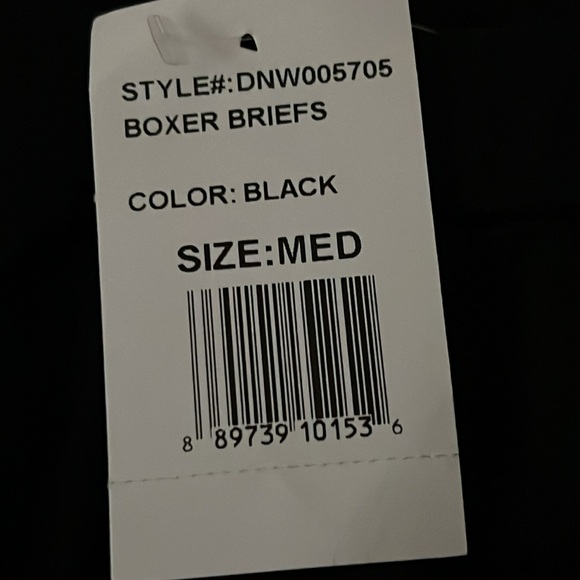 STYLE#:DNW005705
BOXER BRIEFS
COLOR: BLACK
SIZE:MED
8 89739 10153 6